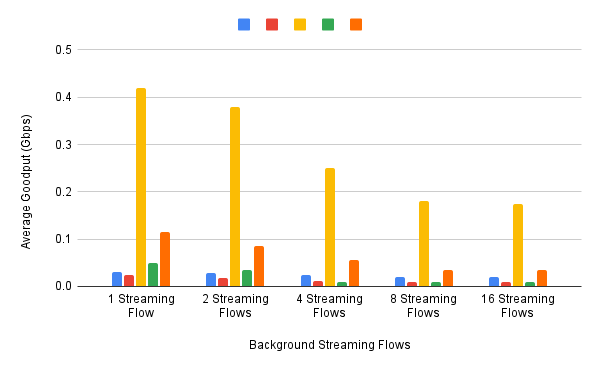 0.5
0.4
0.3
0.2
0.1
0.0
Average Goodput (Gbps)
1 Streaming
Flow
2 Streaming
Flows
4 Streaming
Flows
8 Streaming
Flows
16 Streaming
Flows
Background Streaming Flows